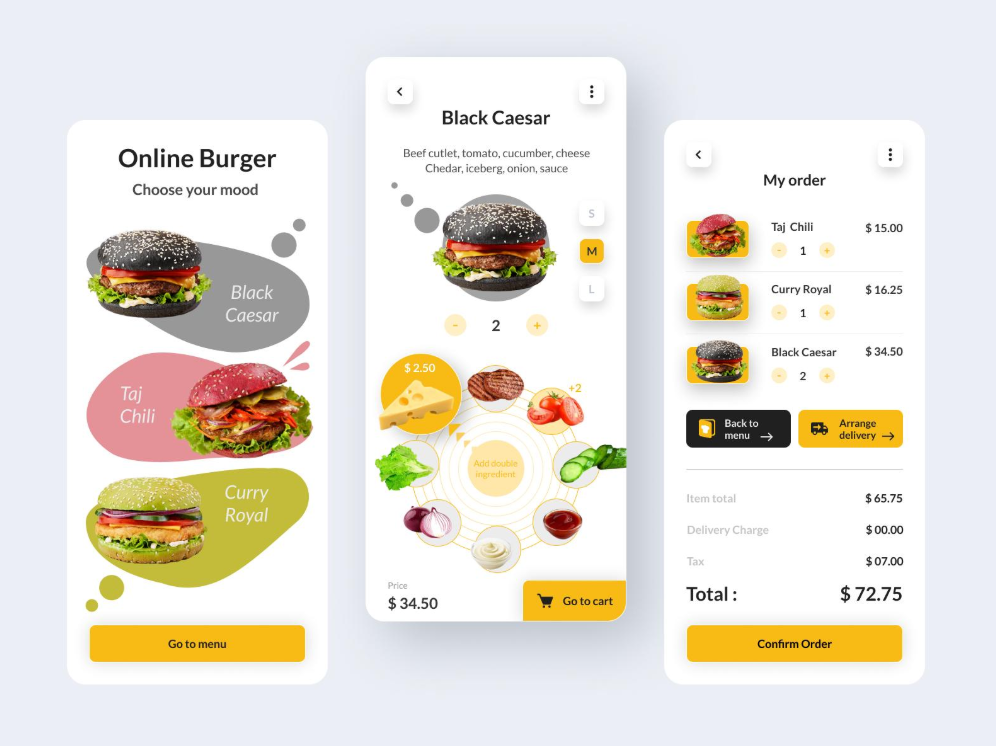 Online Burger
Choose your mood
Black
Caesar
Taj
Chili
Curry
Royal
Go to menu
Black Caesar
Beef cutlet, tomato, cucumber, cheese
Chedar, iceberg, onion, sauce
S
M
L
- 2 +
$ 2.50
+2
Add double
ingredient
Price
$ 34.50
Go to cart
My order
Taj Chili $ 15.00
- 1 +
Curry Royal $ 16.25
- 1 +
Black Caesar $ 34.50
- 2 +
Back to
menu →
Arrange
delivery →
Item total $ 65.75
Delivery Charge $ 00.00
Tax $ 07.00
Total : $ 72.75
Confirm Order